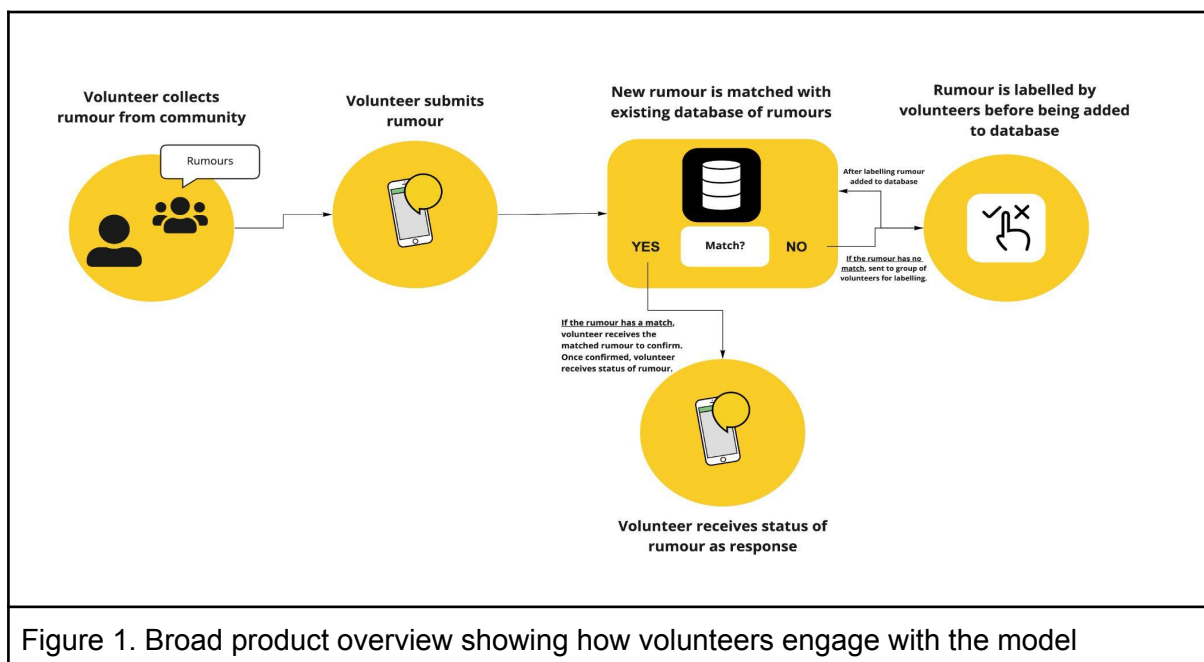 Volunteer collects
rumour from community
Rumours
Volunteer submits
rumour
New rumour is matched with
existing database of rumours
YES
Match?
NO
Rumour is labelled by
volunteers before being added
to database
After labelling rumour
added to database
If the rumour has no
match, sent to group of
volunteers for labelling.
If the rumour has a match,
volunteer receives the
matched rumour to confirm.
Once confirmed, volunteer
receives status of rumour.
Volunteer receives status of
rumour as response
Figure 1. Broad product overview showing how volunteers engage with the model